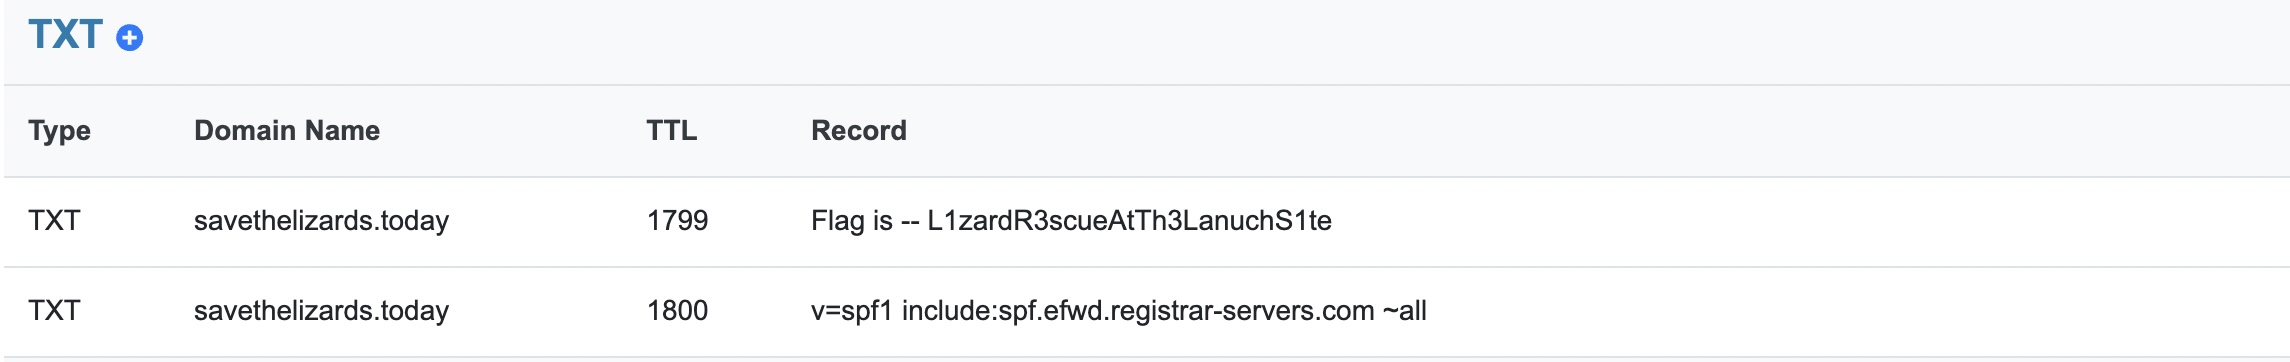 TXT
Type Domain Name TTL Record
TXT savethelizards.today 1799 Flag is -- L1zardR3scueAtTh3LanuchS1te
TXT savethelizards.today 1800 v=spf1 include:spf.efwd.registrar-servers.com ~all